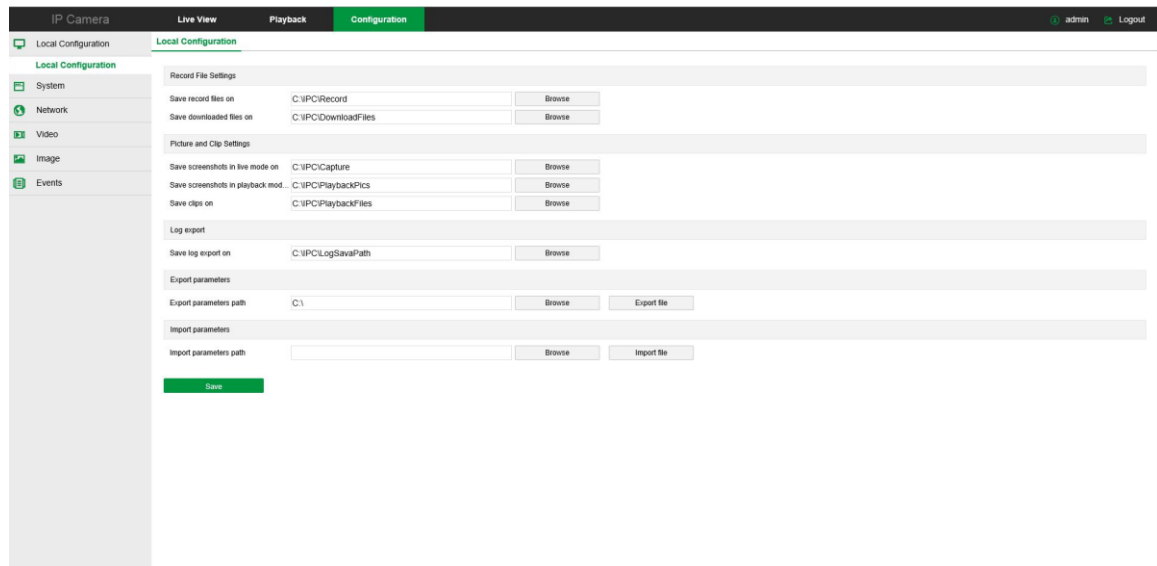 IP Camera Live View Playback Configuration admin Logout
Local Configuration
Local Configuration
System
Network
Video
Image
Events
Local Configuration
Record File Settings
Save record files on C:\IPC\Record Browse
Save downloaded files on C:\IPC\DownloadFiles Browse
Picture and Clip Settings
Save screenshots in live mode on C:\IPC\Capture Browse
Save screenshots in playback mod... C:\IPC\PlaybackPics Browse
Save clips on C:\IPC\PlaybackFiles Browse
Log export
Save log export on C:\IPC\LogSavaPath Browse
Export parameters
Export parameters path C:\ Browse Export file
Import parameters
Import parameters path Browse Import file
Save